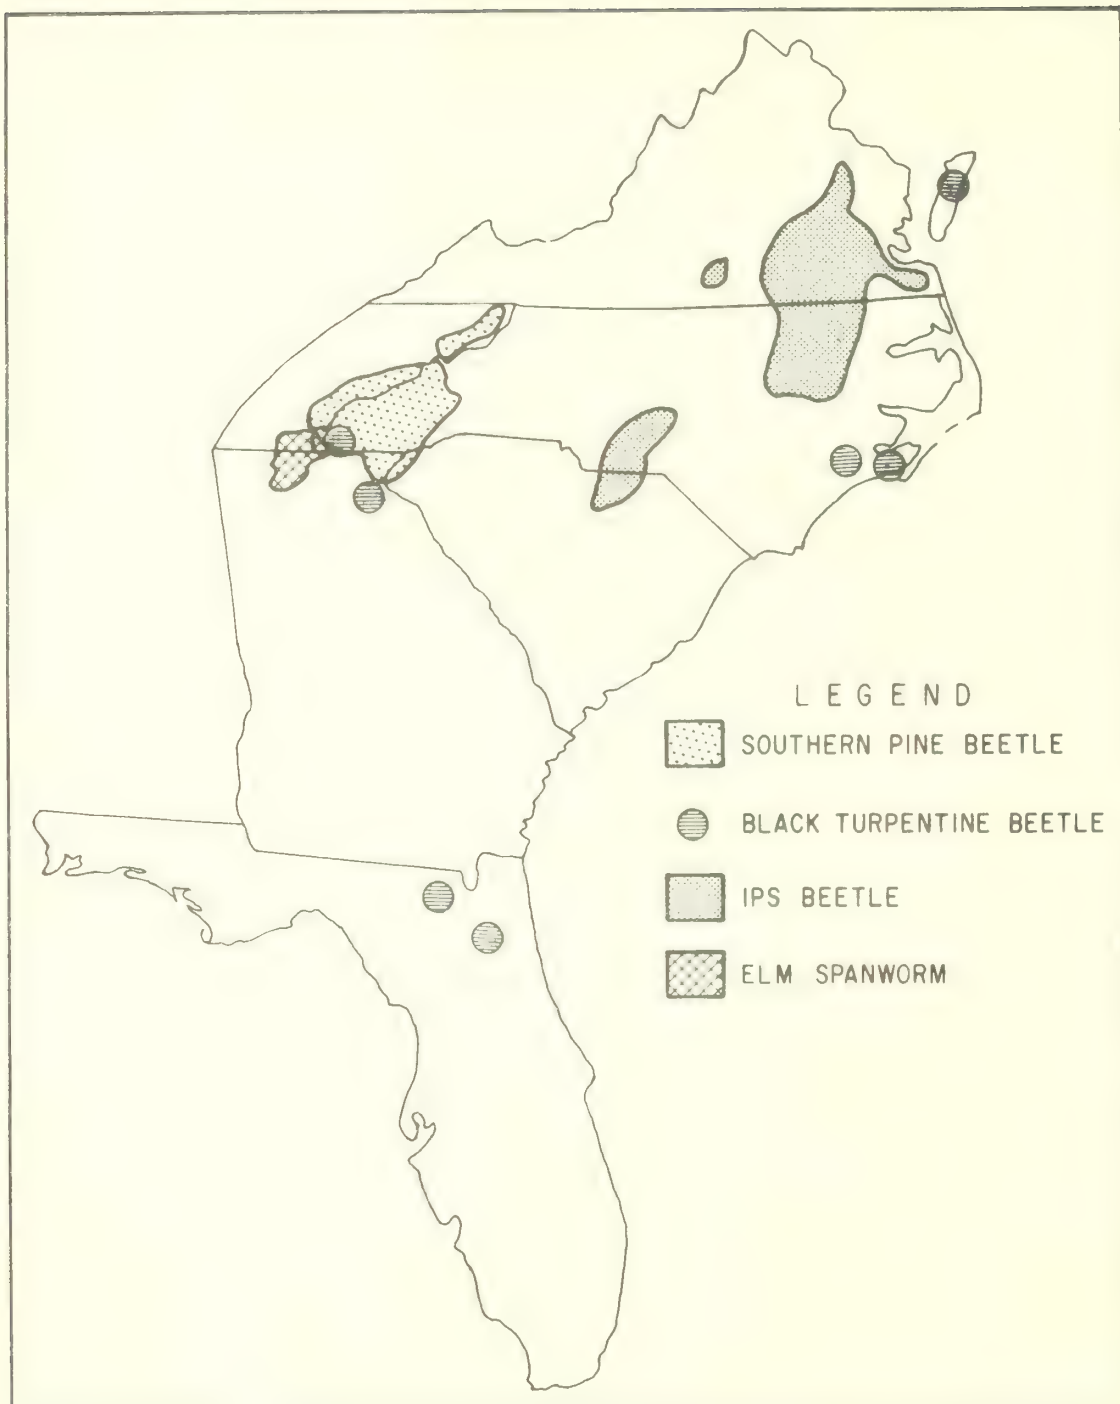 LEGEND
SOUTHERN PINE BEETLE
BLACK TURPENTINE BEETLE
IPS BEETLE
ELM SPANWORM